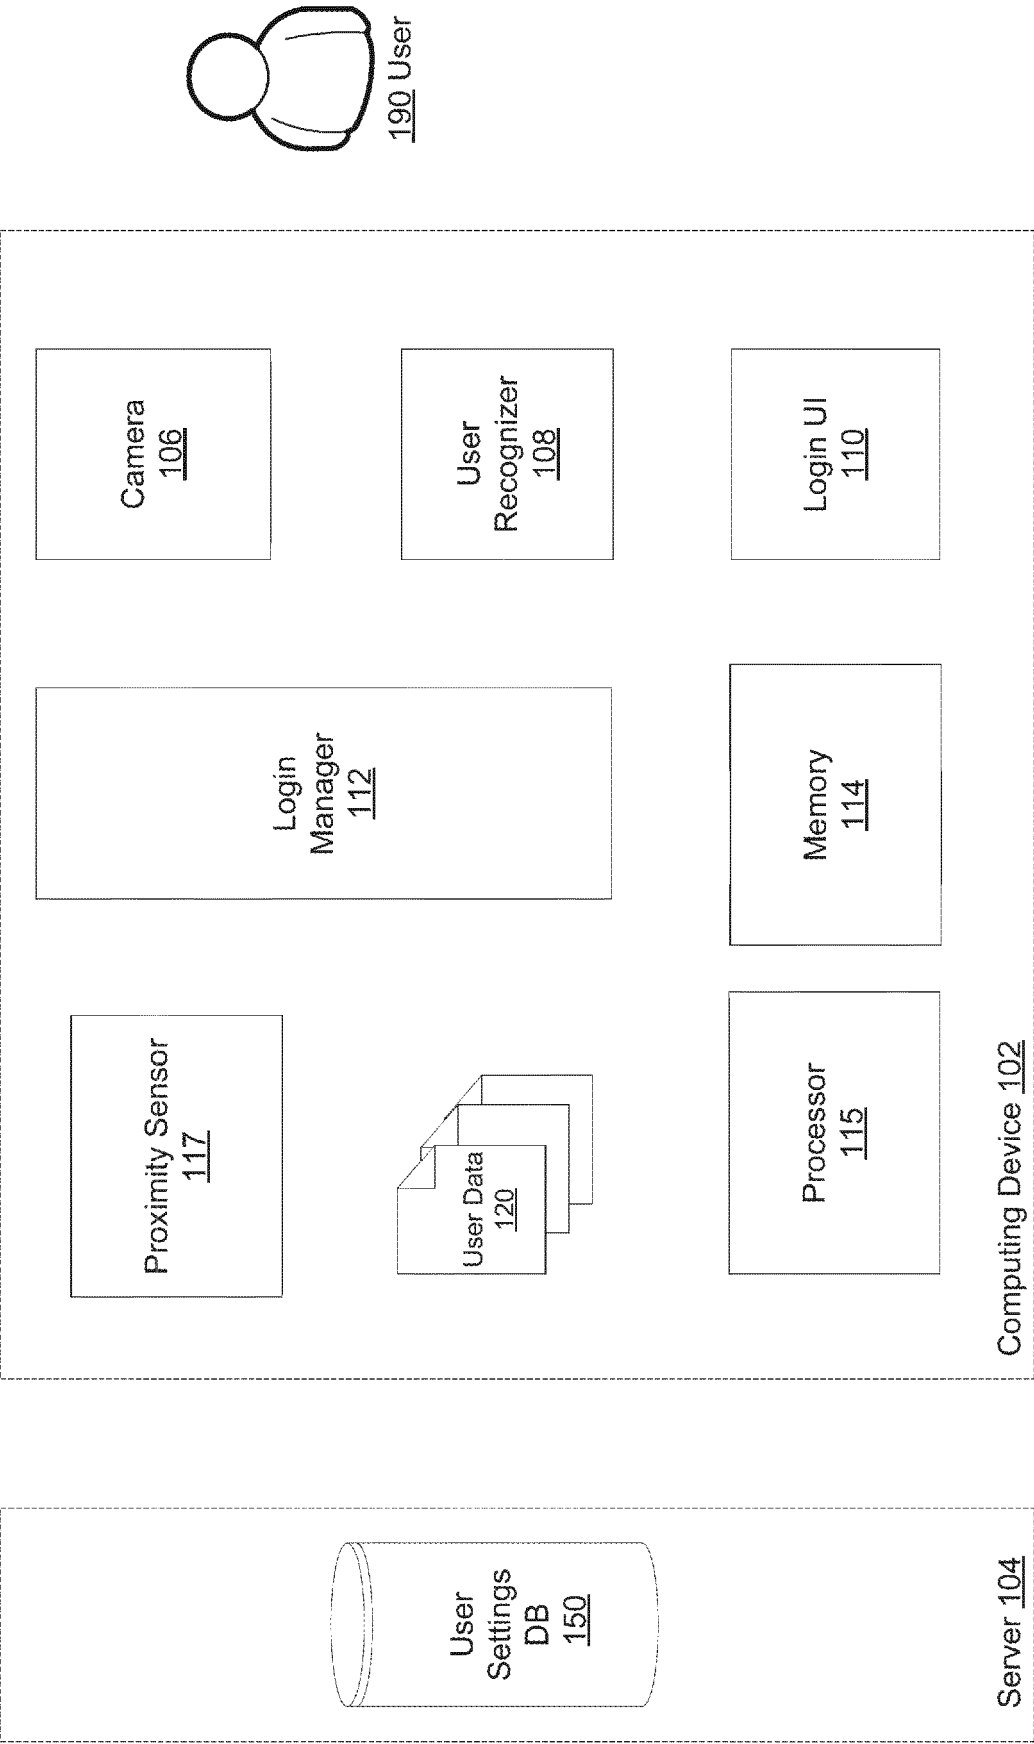 User
Settings
DB
150
Server 104
Proximity Sensor
117
User Data
120
Processor
115
Computing Device 102
Login
Manager
112
Memory
114
Camera
106
User
Recognizer
108
Login UI
110
190 User